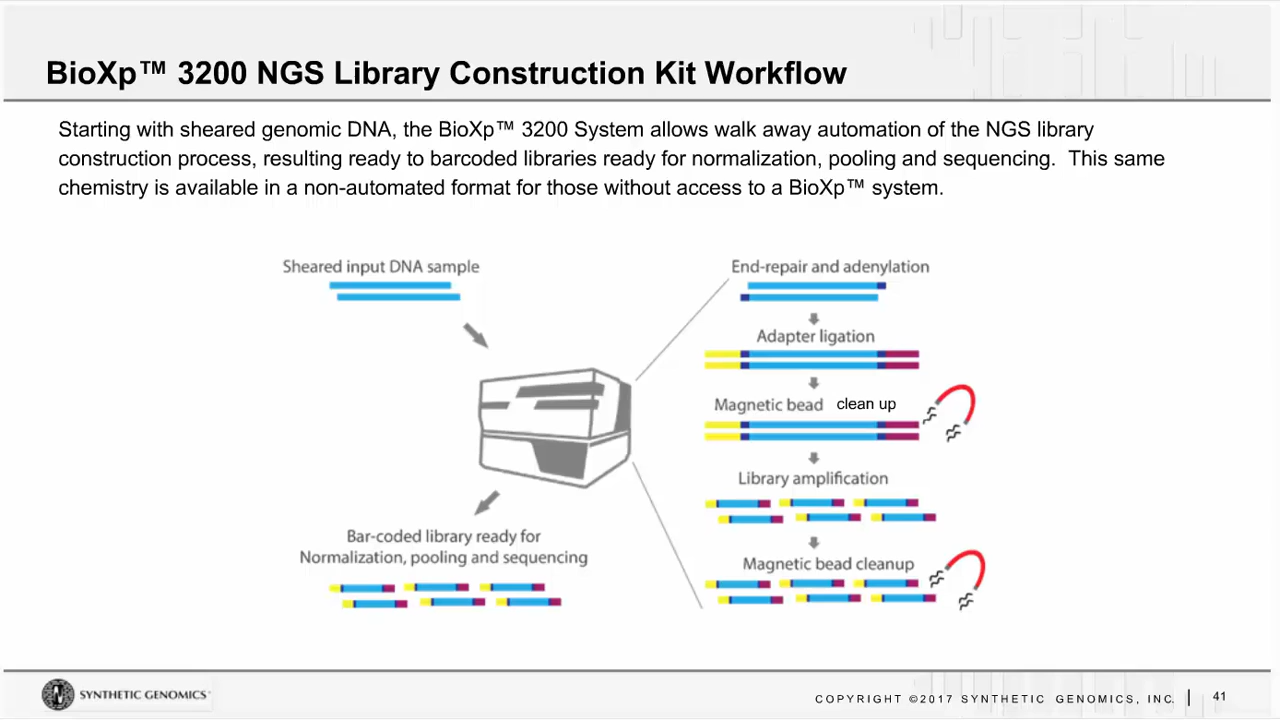 BioXp™ 3200 NGS Library Construction Kit Workflow
Starting with sheared genomic DNA, the BioXp™ 3200 System allows walk away automation of the NGS library
construction process, resulting ready to barcoded libraries ready for normalization, pooling and sequencing. This same
chemistry is available in a non-automated format for those without access to a BioXp™ system.
Sheared input DNA sample
Bar-coded library ready for
Normalization, pooling and sequencing
End-repair and adenylation
Adapter ligation
Magnetic bead clean up
Library amplification
Magnetic bead cleanup
SYNTHETIC GENOMICS
COPYRIGHT ©2017 SYNTHETIC GENOMICS, INC. | 41